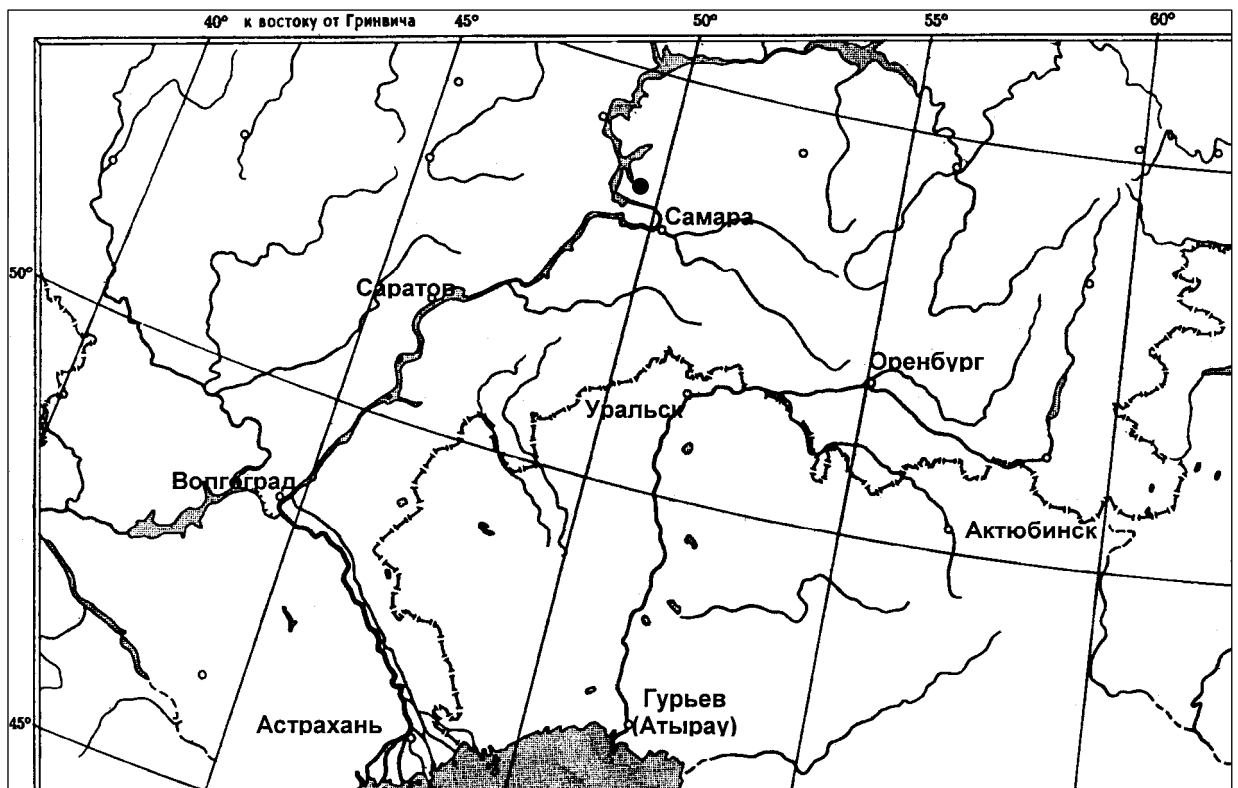 40° к востоку от Гринвича 45° 50° 55° 60°
Самара
50°
Саратов
Оренбург
Уральск
Волгоград
Актюбинск
Гурьев
(Атырау)
Астрахань
45°